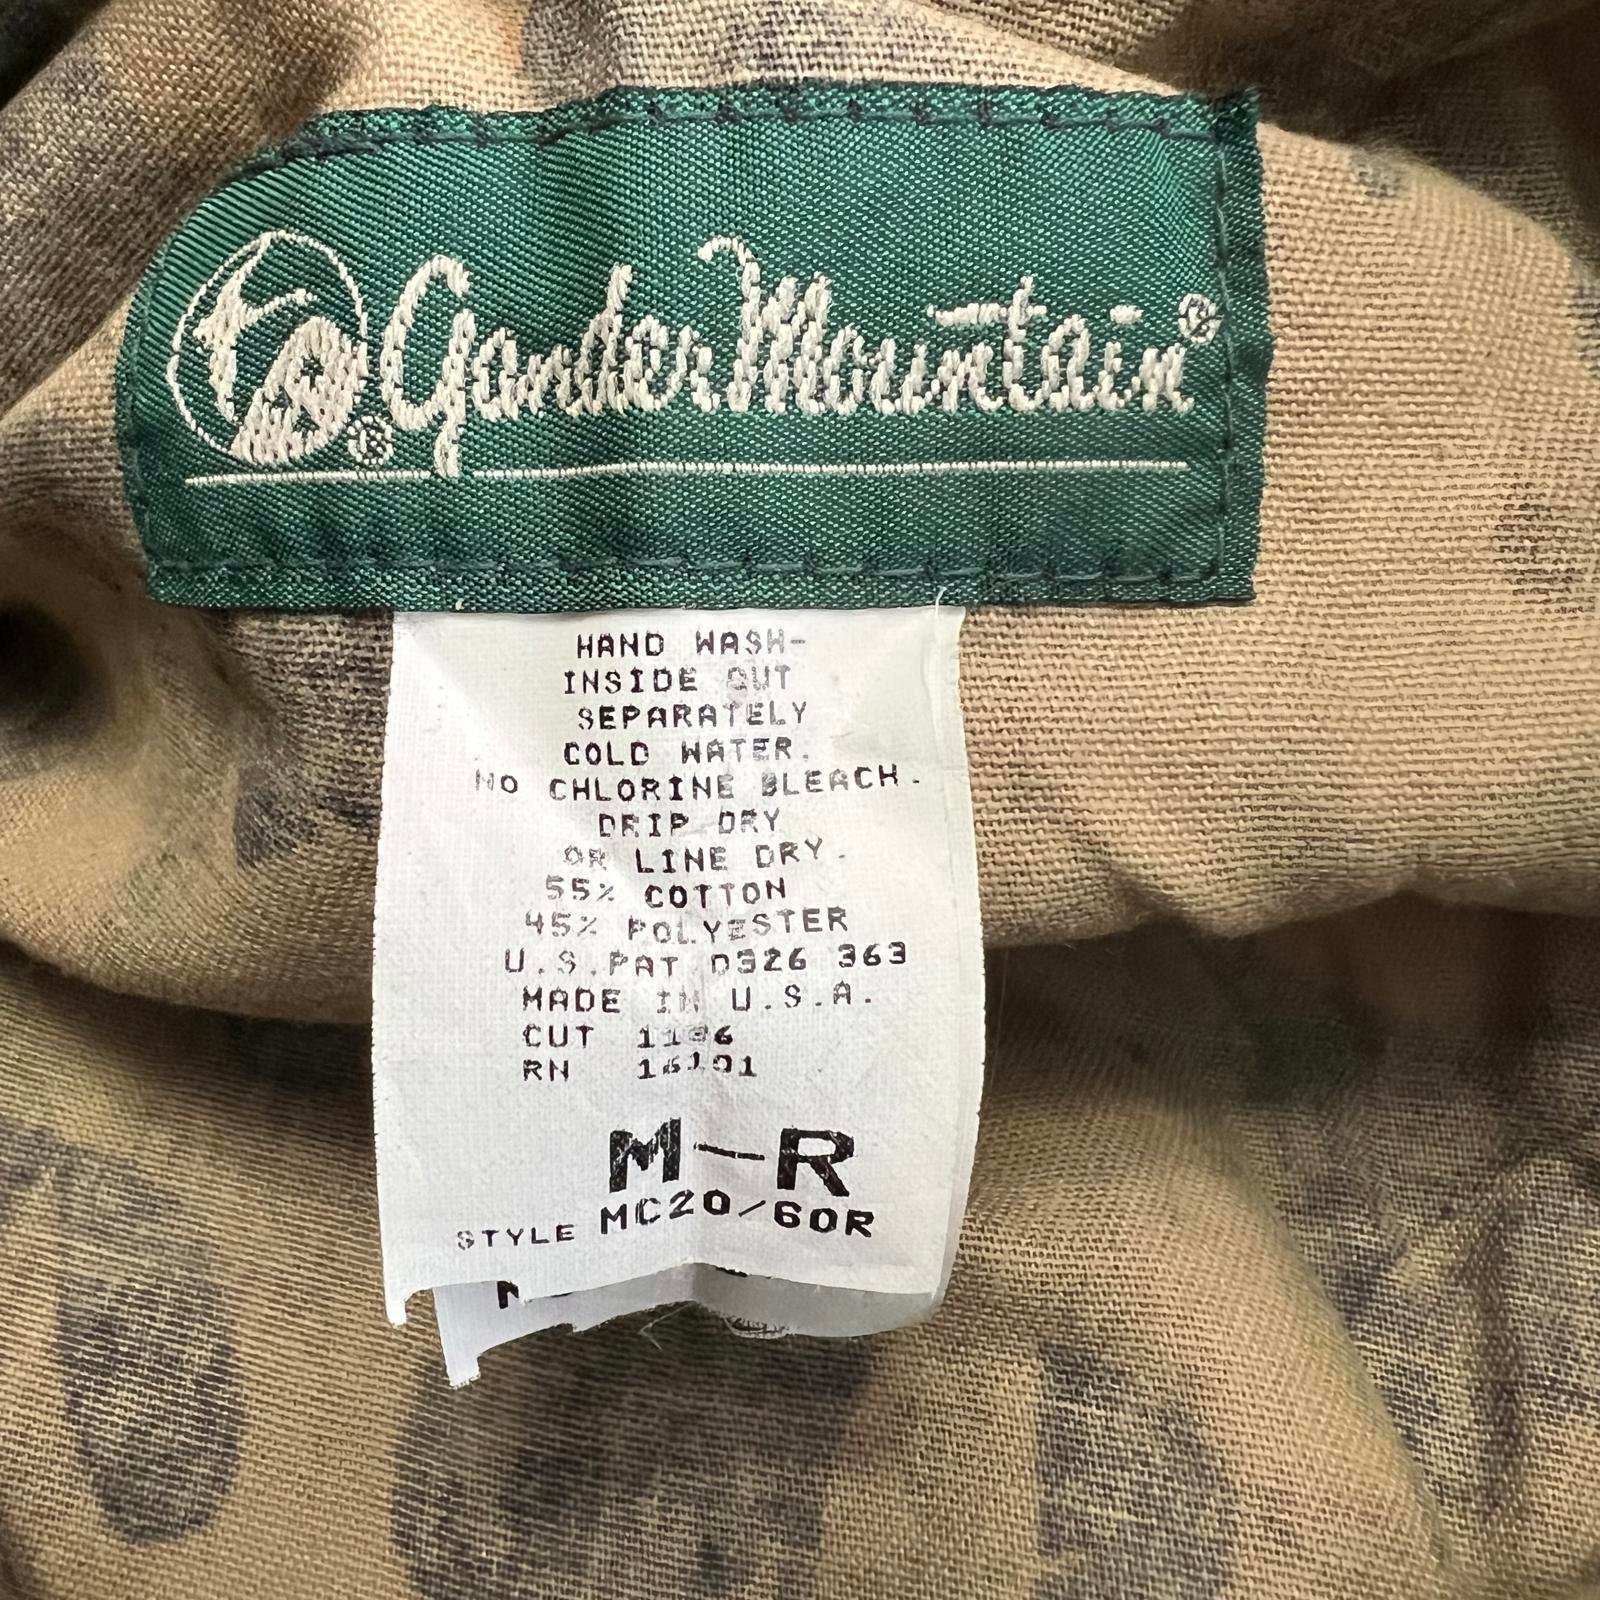 Gander Mountain®
®
HAND WASH-
INSIDE OUT
SEPARATELY
COLD WATER.
NO CHLORINE BLEACH.
DRIP DRY
OR LINE DRY.
55% COTTON
45% POLYESTER
U.S.PAT D326 363
MADE IN U.S.A.
CUT
RN
M-R
STYLE MC20/60R